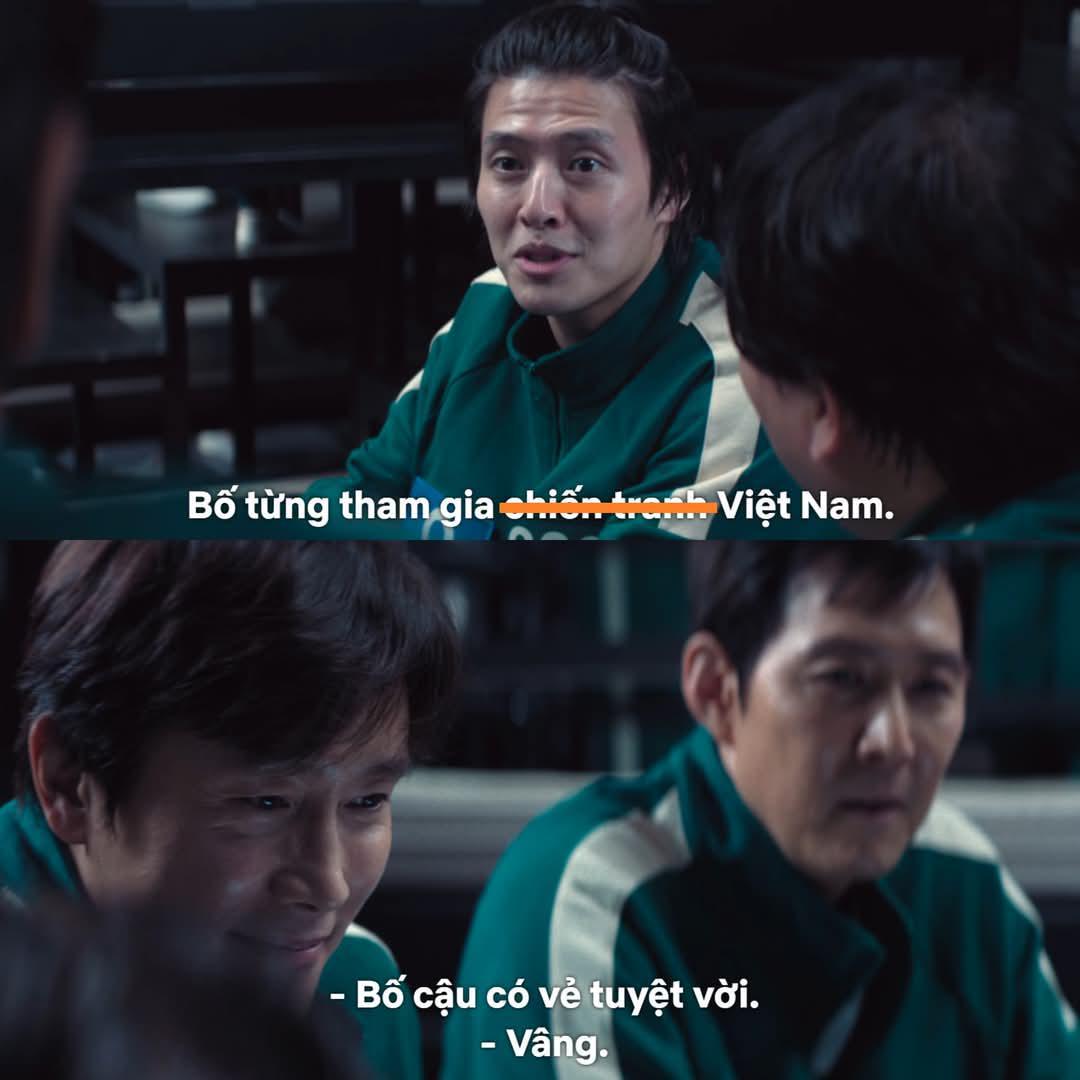 Bố từng tham gia chiến tranh Việt Nam.
- Bố cậu có vẻ tuyệt vời.
- Vâng.